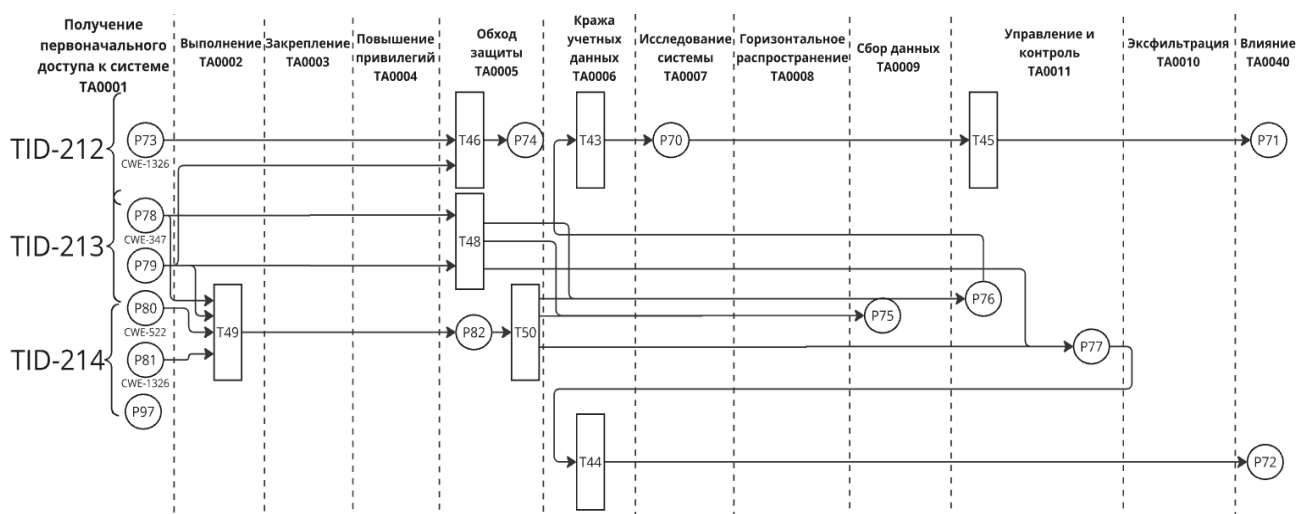 Получение
первоначального
доступа к системе
TA0001
Выполнение
TA0002
Закрепление
TA0003
Повышение
привилегий
TA0004
Обход
защиты
TA0005
Кража
учетных
данных
TA0006
Исследование
системы
TA0007
Горизонтальное
распространение
TA0008
Сбор данных
TA0009
Управление и
контроль
TA0011
Эксфильтрация
TA0010
Влияние
TA0040
TID-212
P73
CWE-1326
T46
P74
T43
P70
T45
P71
TID-213
P78
CWE-347
P79
T48
P76
P80
CWE-522
T49
P82
T50
P75
P77
TID-214
P81
CWE-1326
P97
T44
P72